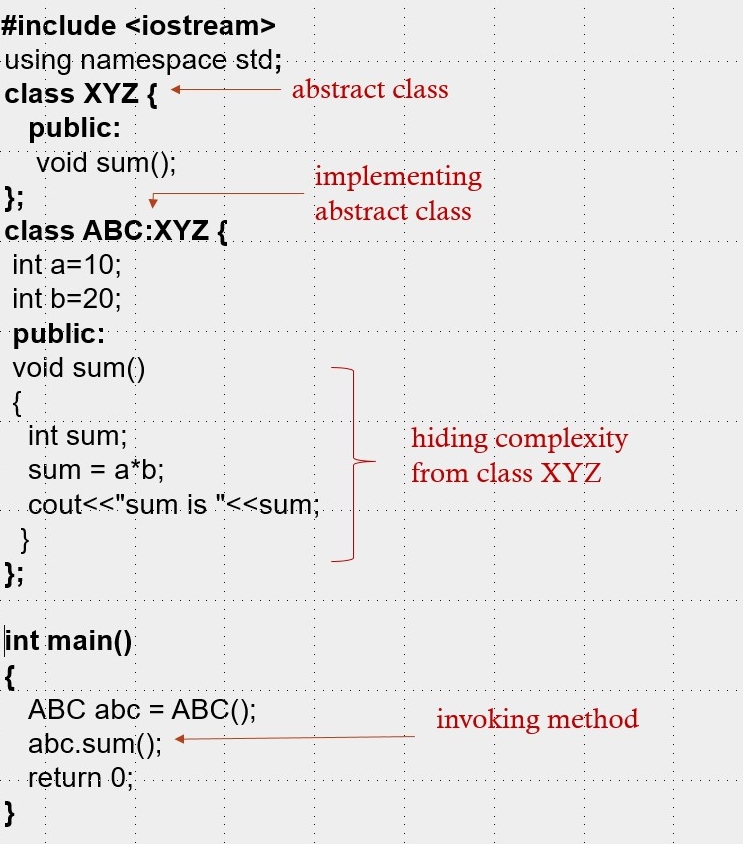 #include <iostream>
using namespace std;
class XYZ {
abstract class
public:
void sum();
};
implementing
abstract class
class ABC:XYZ {
int a=10;
int b=20;
public:
void sum()
{
int sum;
sum = a*b;
cout<<"sum is "<<sum;
}
};
hiding complexity
from class XYZ
int main()
{
ABC abc = ABC();
abc.sum();
invoking method
return 0;
}